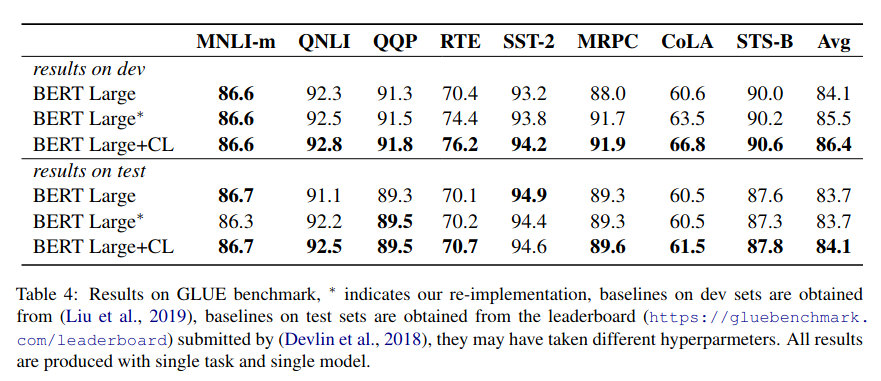 MNLI-m QNLI QQP RTE SST-2 MRPC CoLA STS-B Avg
results on dev
BERT Large 86.6 92.3 91.3 70.4 93.2 88.0 60.6 90.0 84.1
BERT Large* 86.6 92.5 91.5 74.4 93.8 91.7 63.5 90.2 85.5
BERT Large+CL 86.6 92.8 91.8 76.2 94.2 91.9 66.8 90.6 86.4
results on test
BERT Large 86.7 91.1 89.3 70.1 94.9 89.3 60.5 87.6 83.7
BERT Large* 86.3 92.2 89.5 70.2 94.4 89.3 60.5 87.3 83.7
BERT Large+CL 86.7 92.5 89.5 70.7 94.6 89.6 61.5 87.8 84.1
Table 4: Results on GLUE benchmark, * indicates our re-implementation, baselines on dev sets are obtained
from (Liu et al., 2019), baselines on test sets are obtained from the leaderboard (https://gluebenchmark.
com/leaderboard) submitted by (Devlin et al., 2018), they may have taken different hyperparmeters. All results
are produced with single task and single model.